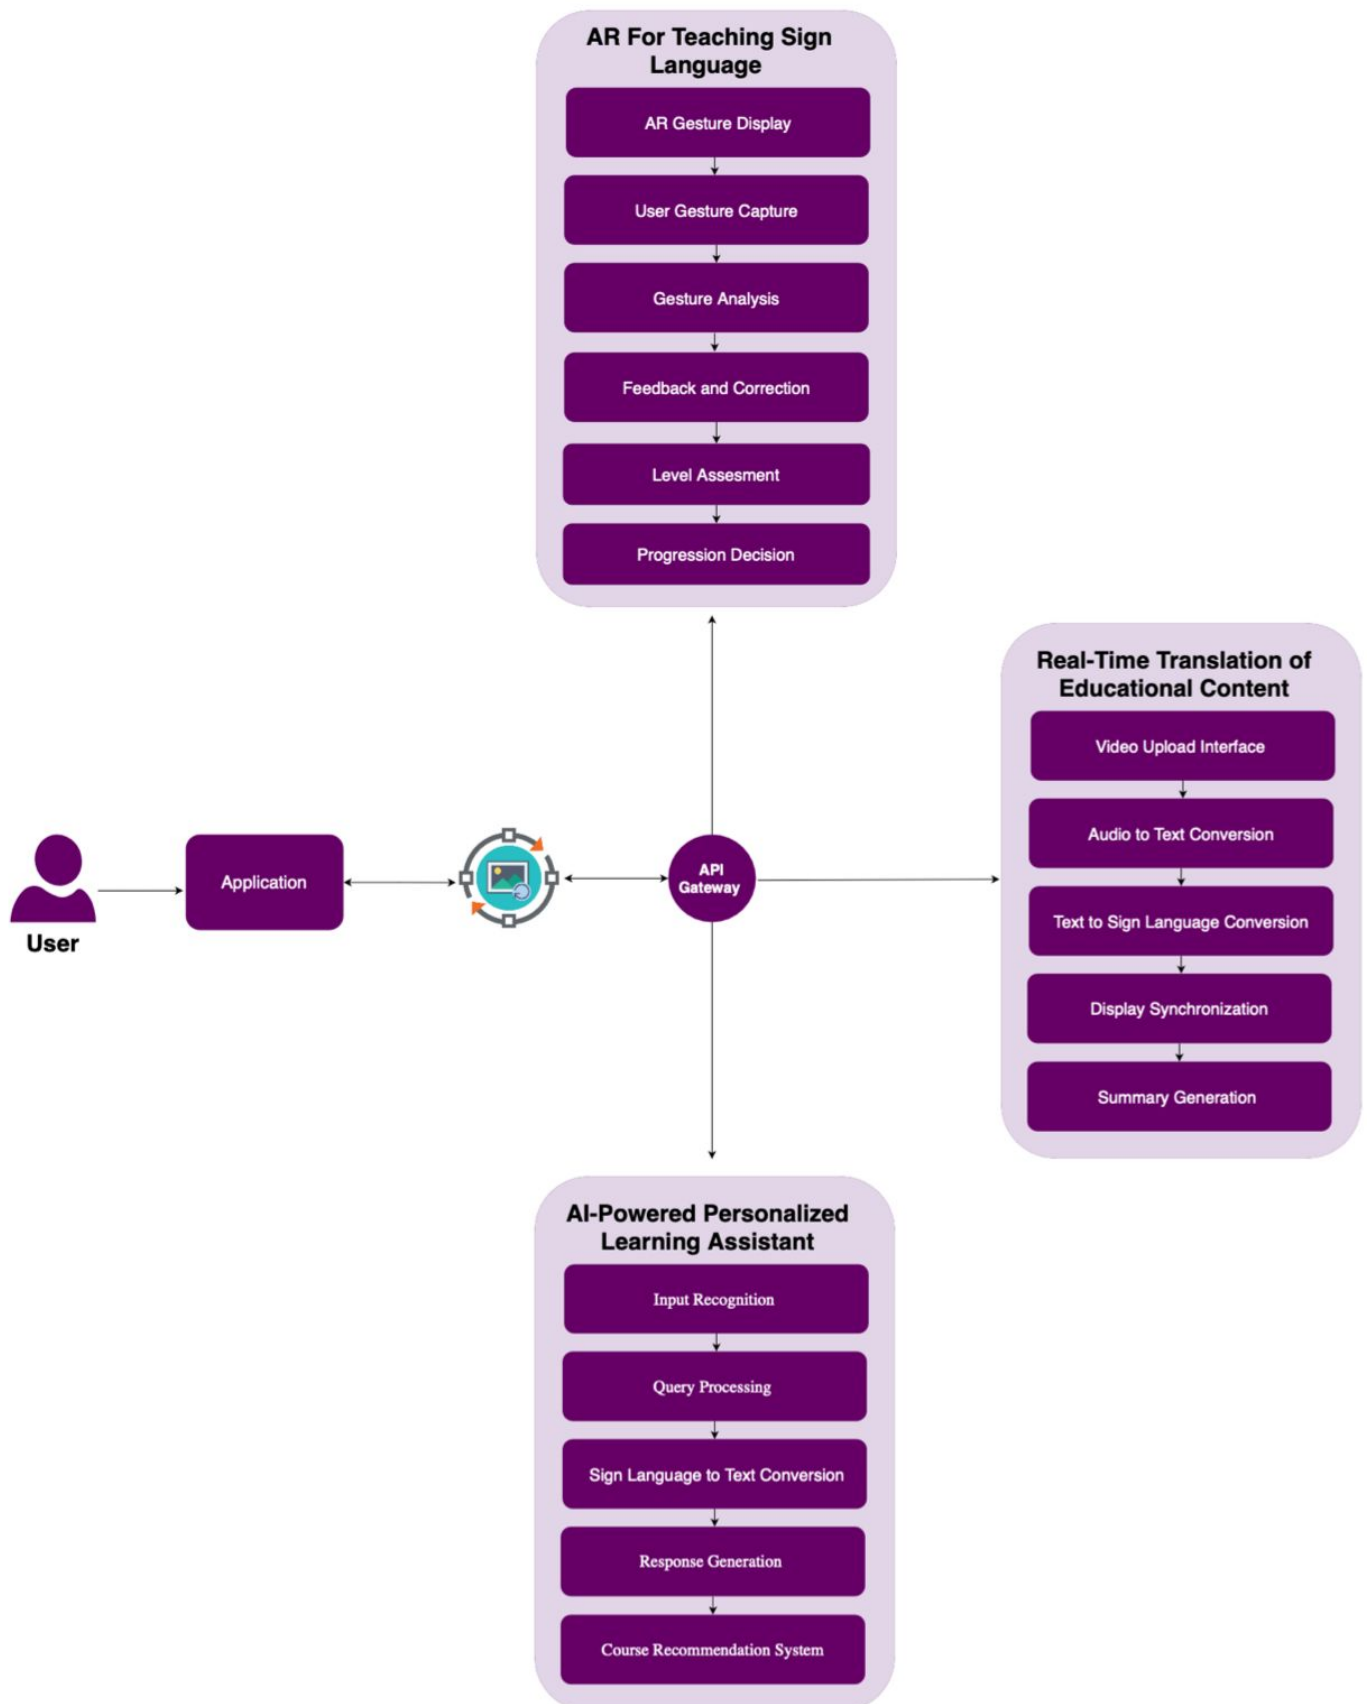 AR For Teaching Sign
Language
AR Gesture Display
User Gesture Capture
Gesture Analysis
Feedback and Correction
Level Assesment
Progression Decision
Real-Time Translation of
Educational Content
Video Upload Interface
Audio to Text Conversion
Text to Sign Language Conversion
Display Synchronization
Summary Generation
User
Application
API
Gateway
AI-Powered Personalized
Learning Assistant
Input Recognition
Query Processing
Sign Language to Text Conversion
Response Generation
Course Recommendation System